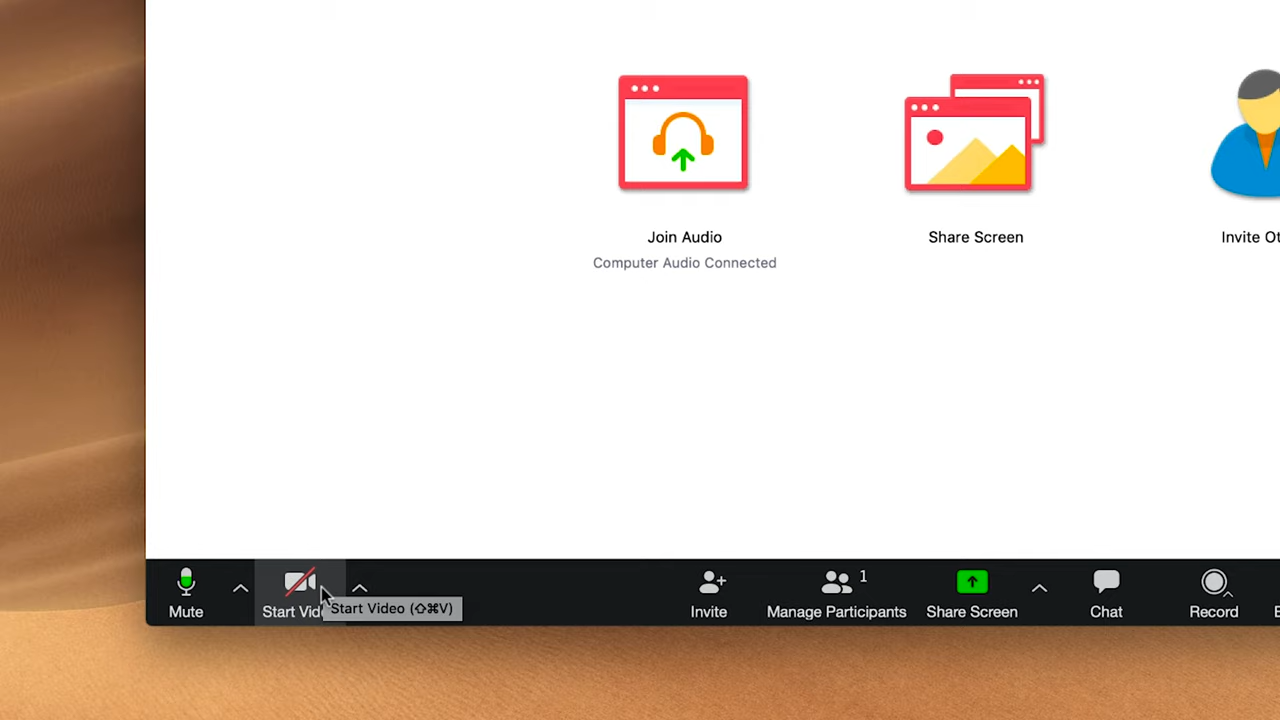 Join Audio
Computer Audio Connected
Share Screen
Invite
Mute
Start
Start Video (⇧⌘V)
Invite
Manage Participants
1
Share Screen
Chat
Record